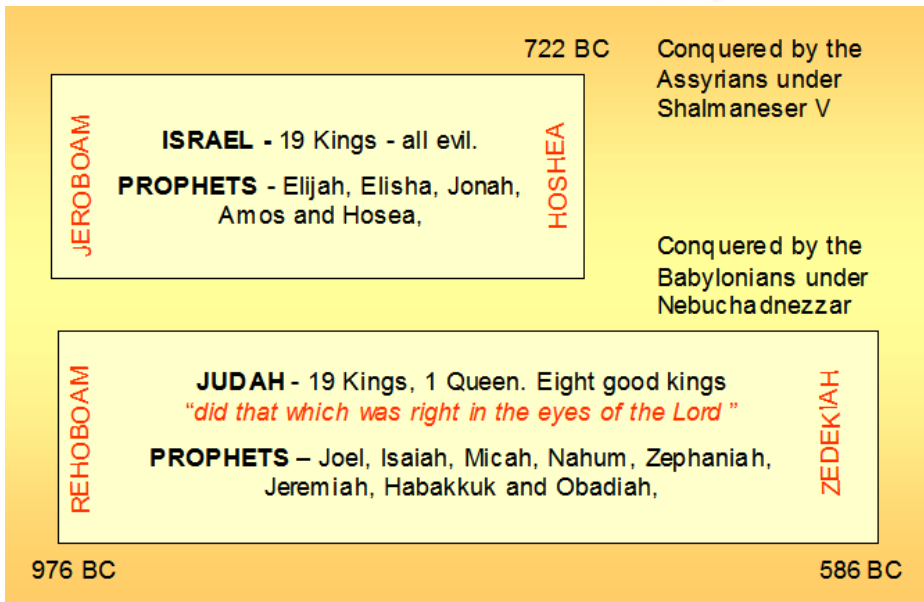 722 BC
Conquered by the
Assyrians under
Shalmaneser V
JEROBOAM
ISRAEL - 19 Kings - all evil.
PROPHETS - Elijah, Elisha, Jonah,
Amos and Hosea,
HOSHEA
Conquered by the
Babylonians under
Nebuchadnezzar
REHOBOAM
JUDAH - 19 Kings, 1 Queen. Eight good kings
“did that which was right in the eyes of the Lord ”
PROPHETS – Joel, Isaiah, Micah, Nahum, Zephaniah,
Jeremiah, Habakkuk and Obadiah,
ZEDEKIAH
976 BC
586 BC